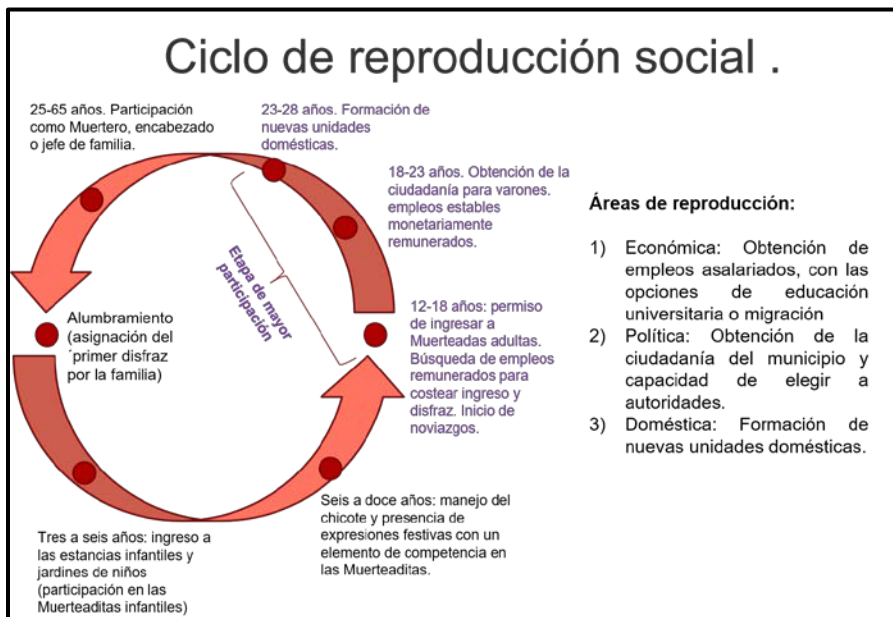 Ciclo de reproducción social .
25-65 años. Participación
como Muertero, encabezado
o jefe de familia.
23-28 años. Formación de
nuevas unidades
domésticas.
18-23 años. Obtención de la
ciudadanía para varones.
empleos estables
monetariamente
remunerados.
Etapa de mayor
participación
12-18 años: permiso
de ingresar a
Muerteadas adultas.
Búsqueda de empleos
remunerados para
costear ingreso y
disfraz. Inicio de
noviazgos.
Alumbramiento
(asignación del
´primer disfraz
por la familia)
Seis a doce años: manejo del
chicote y presencia de
expresiones festivas con un
elemento de competencia en
las Muerteaditas.
Tres a seis años: ingreso a
las estancias infantiles y
jardines de niños
(participación en las
Muerteaditas infantiles)
Áreas de reproducción:
1) Económica: Obtención de
empleos asalariados, con las
opciones de educación
universitaria o migración
2) Política: Obtención de la
ciudadanía del municipio y
capacidad de elegir a
autoridades.
3) Doméstica: Formación de
nuevas unidades domésticas.